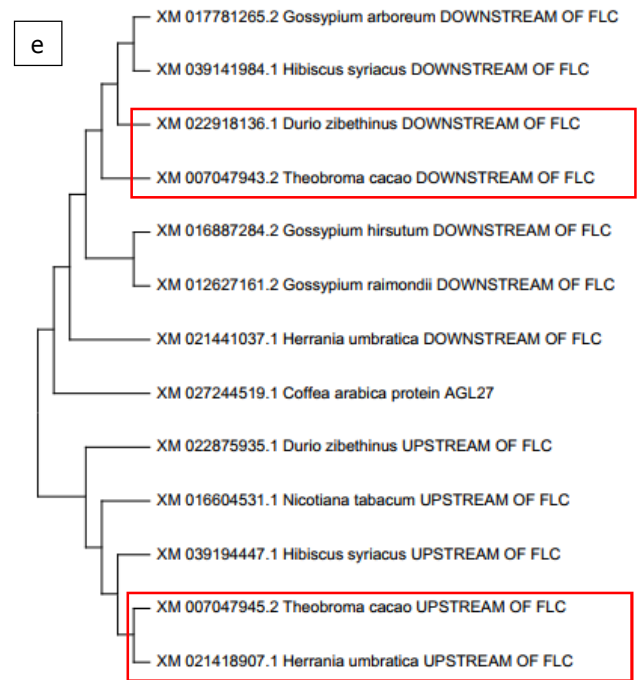 e
XM 017781265.2 Gossypium arboreum DOWNSTREAM OF FLC
XM 039141984.1 Hibiscus syriacus DOWNSTREAM OF FLC
XM 022918136.1 Durio zibethinus DOWNSTREAM OF FLC
XM 007047943.2 Theobroma cacao DOWNSTREAM OF FLC
XM 016887284.2 Gossypium hirsutum DOWNSTREAM OF FLC
XM 012627161.2 Gossypium raimondii DOWNSTREAM OF FLC
XM 021441037.1 Herrania umbratica DOWNSTREAM OF FLC
XM 027244519.1 Coffea arabica protein AGL27
XM 022875935.1 Durio zibethinus UPSTREAM OF FLC
XM 016604531.1 Nicotiana tabacum UPSTREAM OF FLC
XM 039194447.1 Hibiscus syriacus UPSTREAM OF FLC
XM 007047945.2 Theobroma cacao UPSTREAM OF FLC
XM 021418907.1 Herrania umbratica UPSTREAM OF FLC